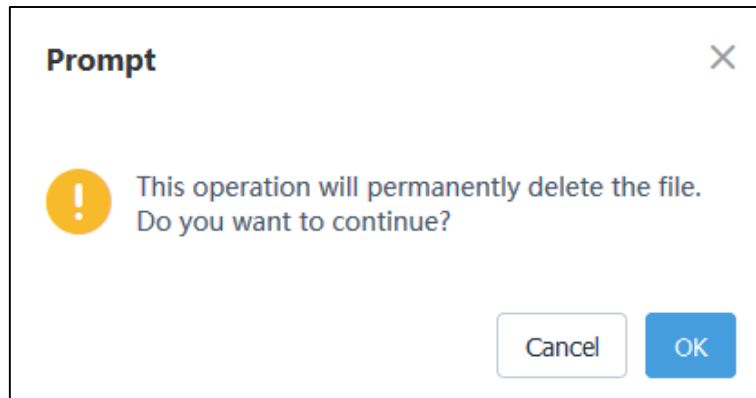 Prompt
This operation will permanently delete the file.
Do you want to continue?
Cancel
OK